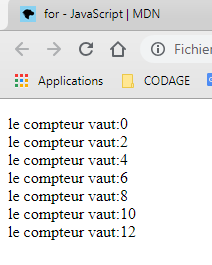 for - JavaScript | MDN
Fichier
Applications
CODAGE
le compteur vaut:0
le compteur vaut:2
le compteur vaut:4
le compteur vaut:6
le compteur vaut:8
le compteur vaut:10
le compteur vaut:12